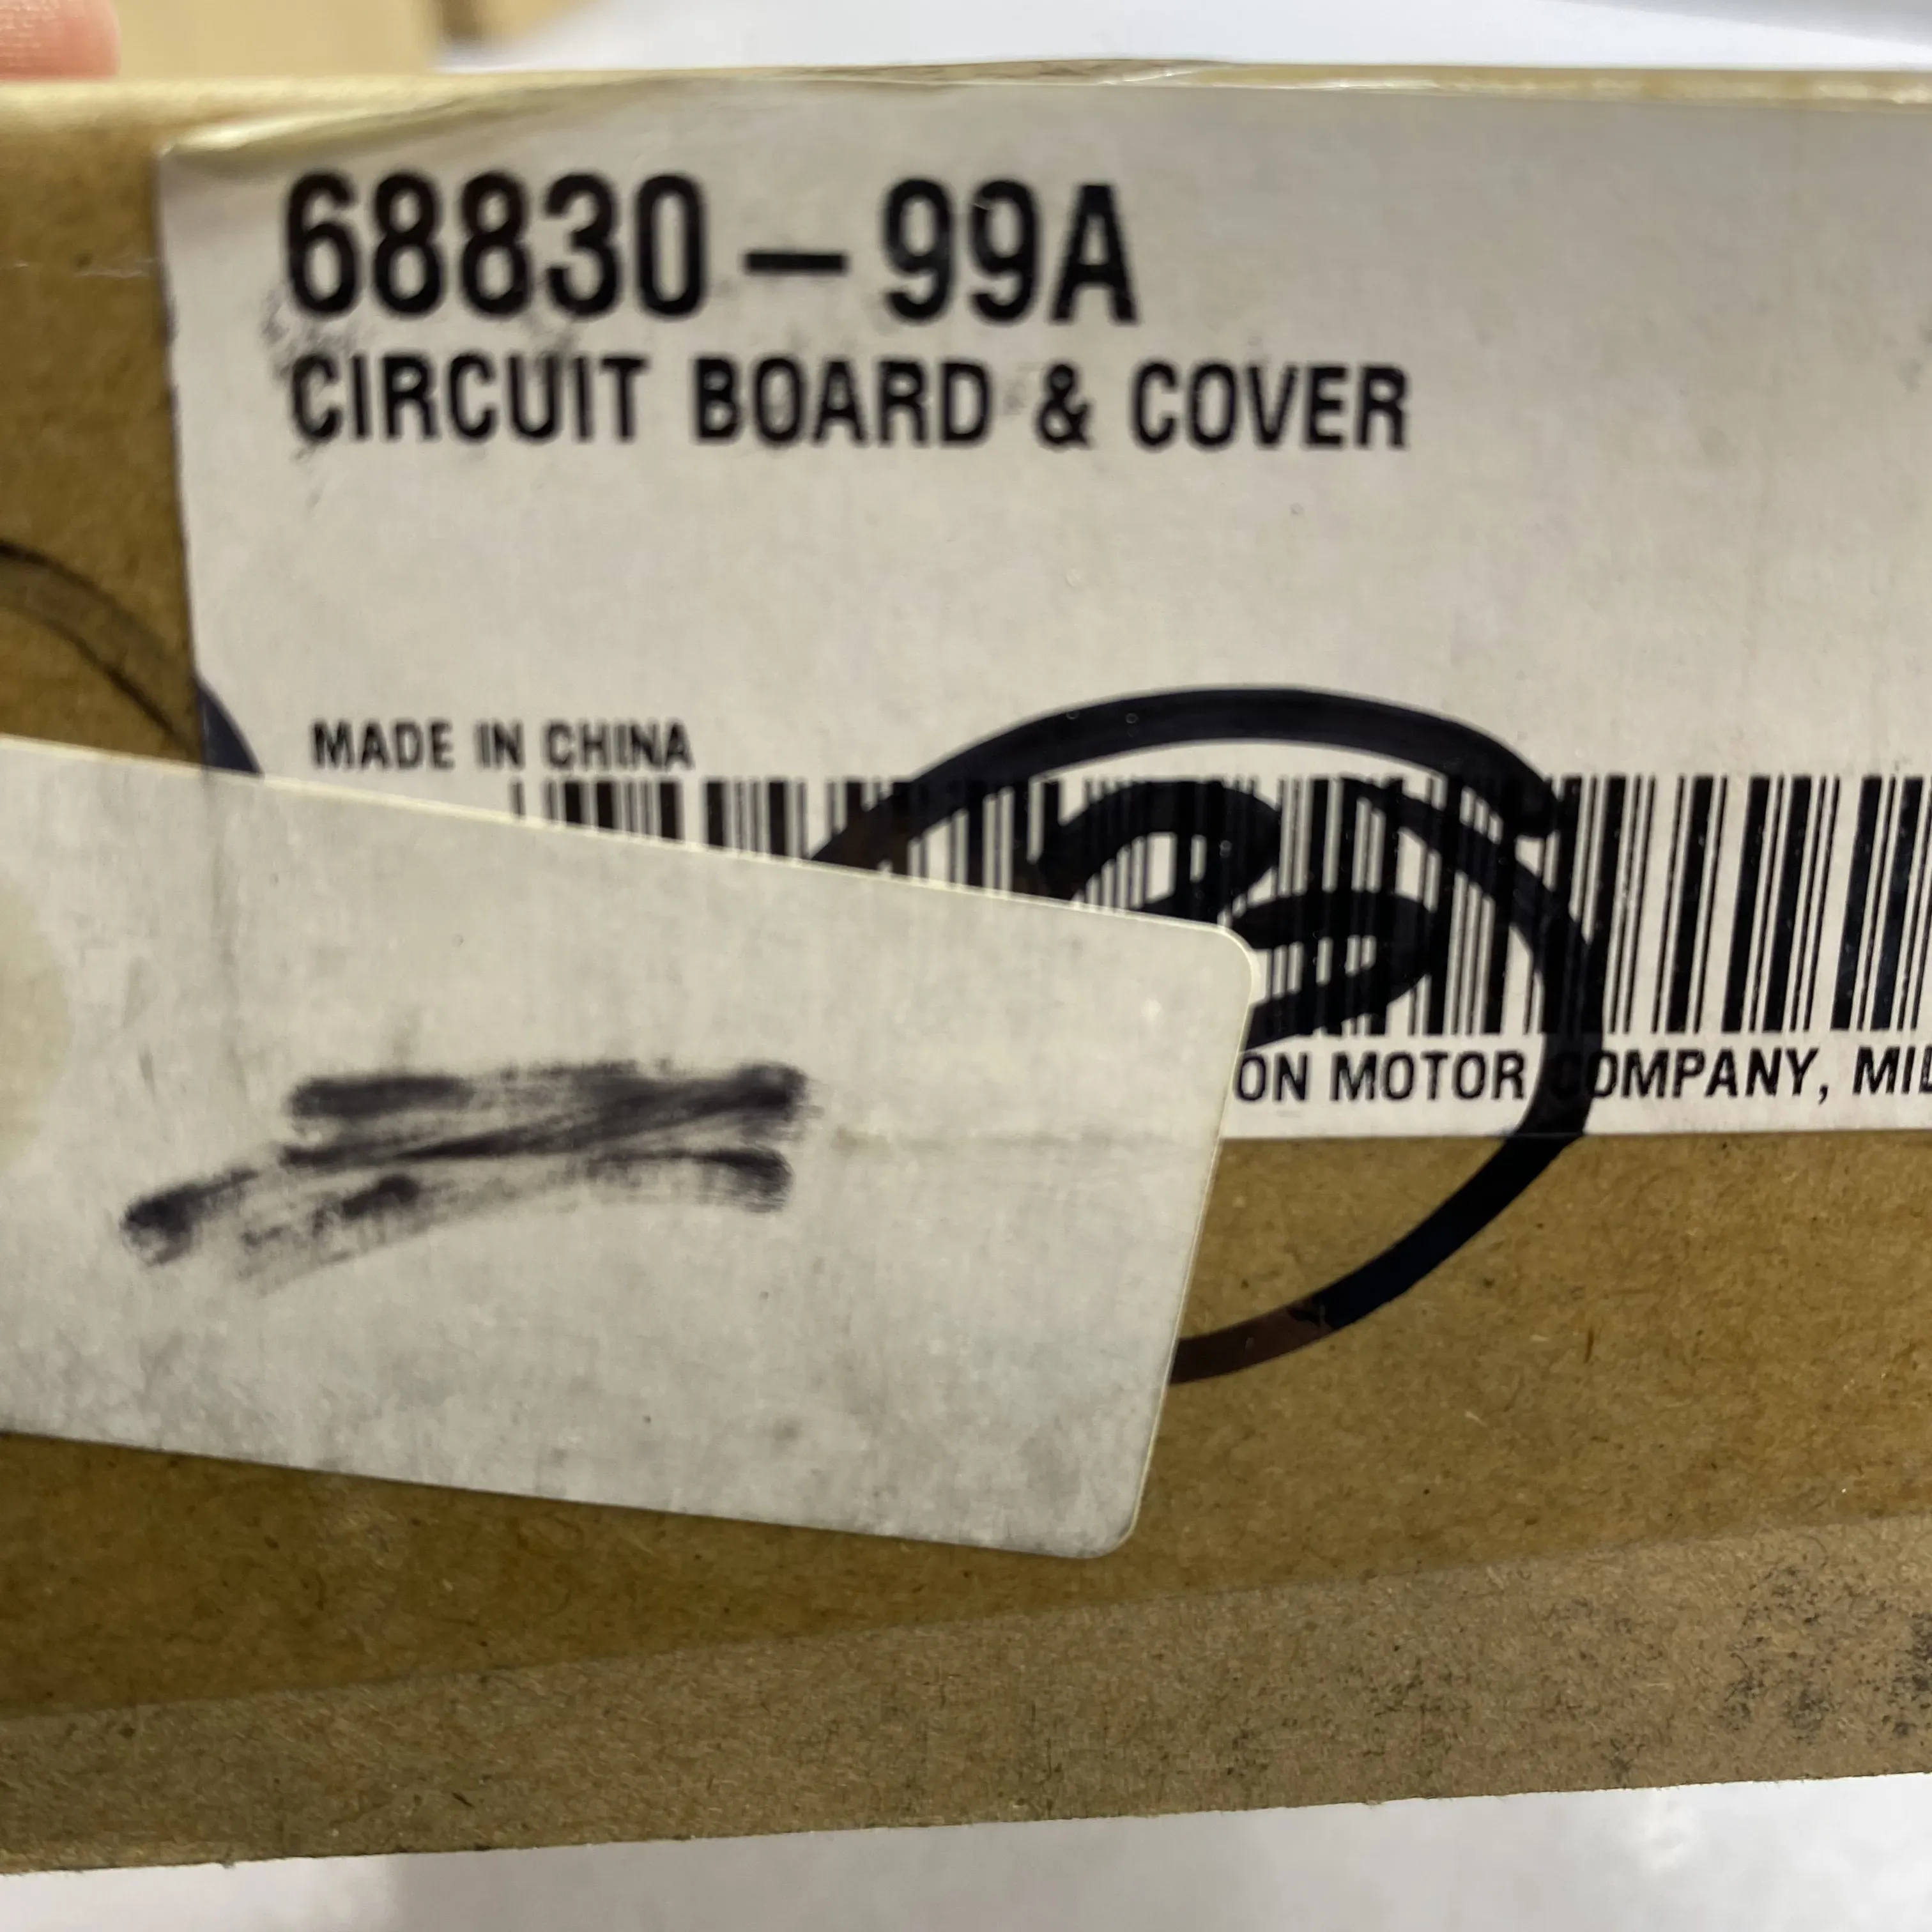 68830-99A
CIRCUIT BOARD & COVER
MADE IN CHINA
ON MOTOR COMPANY, MIL